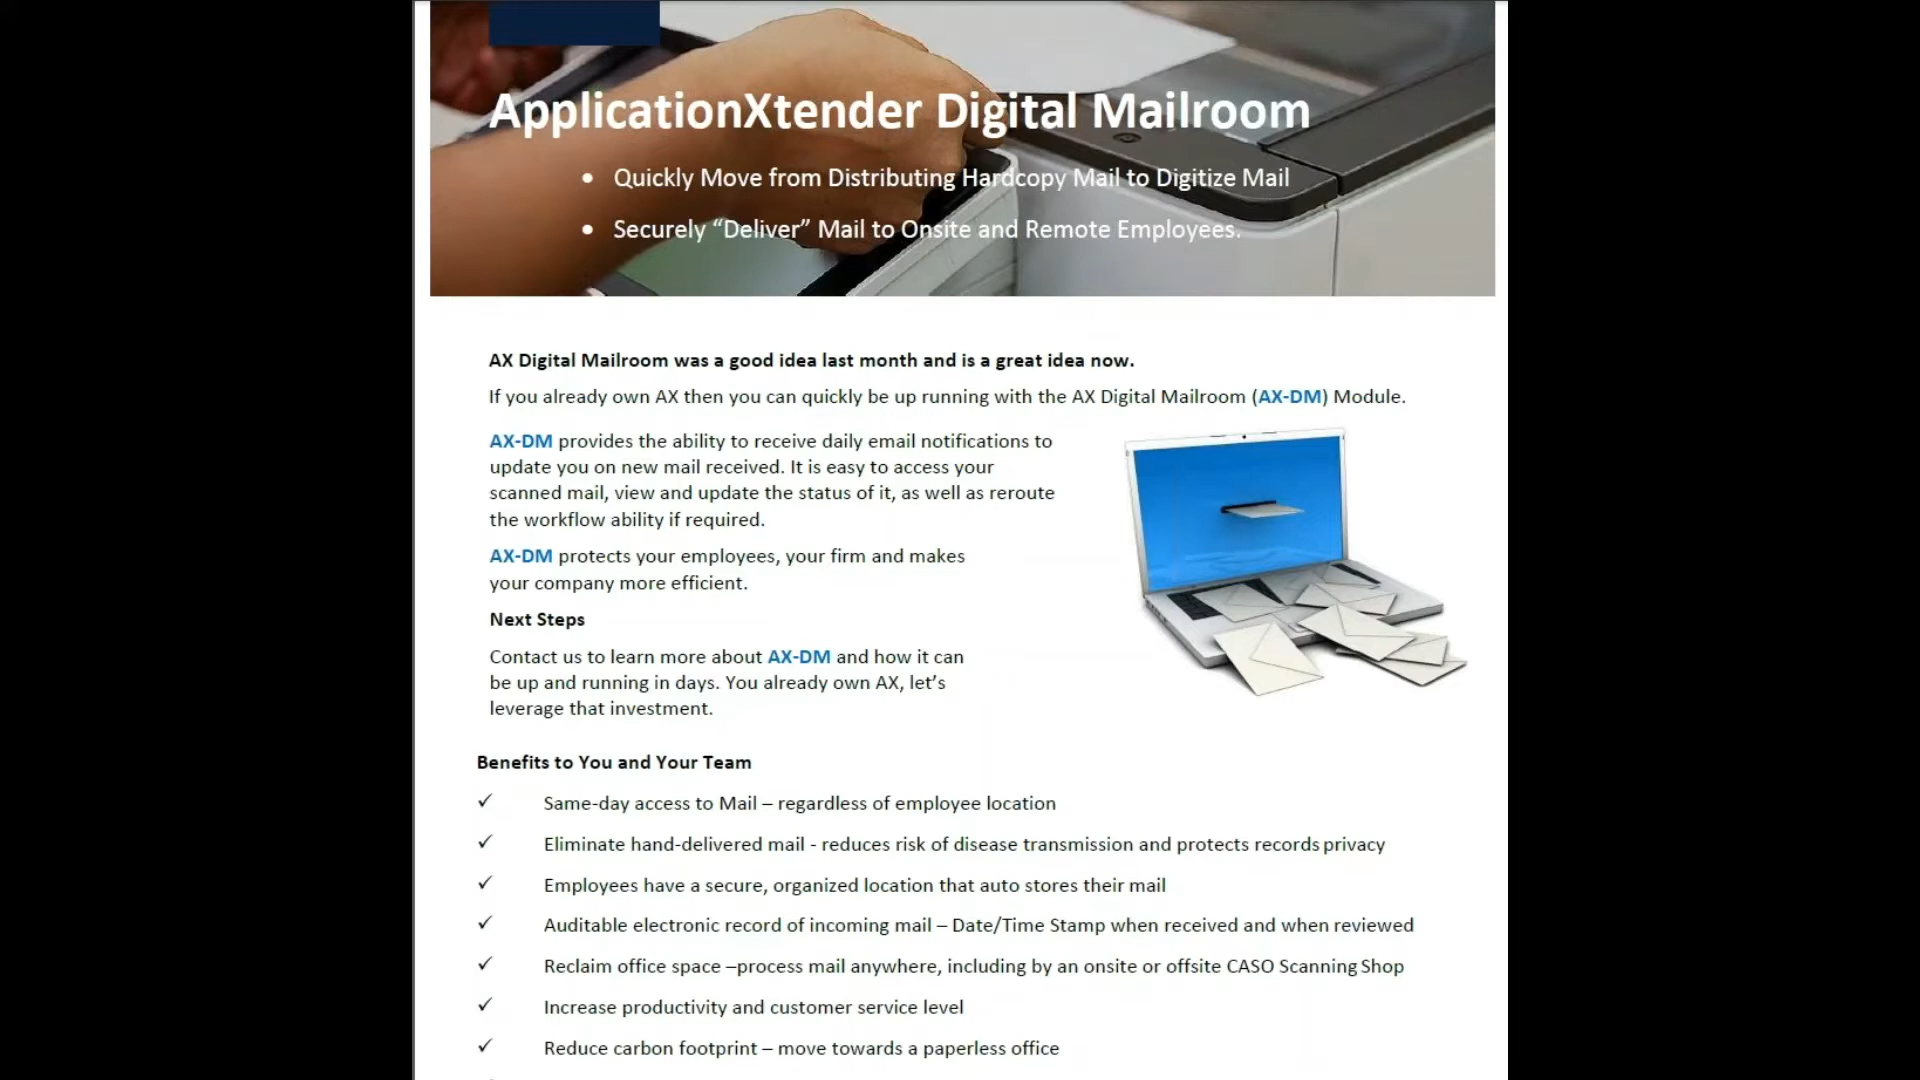 ApplicationXtender Digital Mailroom
• Quickly Move from Distributing Hardcopy Mail to Digitize Mail
• Securely “Deliver” Mail to Onsite and Remote Employees.
AX Digital Mailroom was a good idea last month and is a great idea now.
If you already own AX then you can quickly be up running with the AX Digital Mailroom (AX-DM) Module.
AX-DM provides the ability to receive daily email notifications to
update you on new mail received. It is easy to access your
scanned mail, view and update the status of it, as well as reroute
the workflow ability if required.
AX-DM protects your employees, your firm and makes
your company more efficient.
Next Steps
Contact us to learn more about AX-DM and how it can
be up and running in days. You already own AX, let’s
leverage that investment.
Benefits to You and Your Team
✓ Same-day access to Mail – regardless of employee location
✓ Eliminate hand-delivered mail - reduces risk of disease transmission and protects records privacy
✓ Employees have a secure, organized location that auto stores their mail
✓ Auditable electronic record of incoming mail – Date/Time Stamp when received and when reviewed
✓ Reclaim office space –process mail anywhere, including by an onsite or offsite CASO Scanning Shop
✓ Increase productivity and customer service level
✓ Reduce carbon footprint – move towards a paperless office